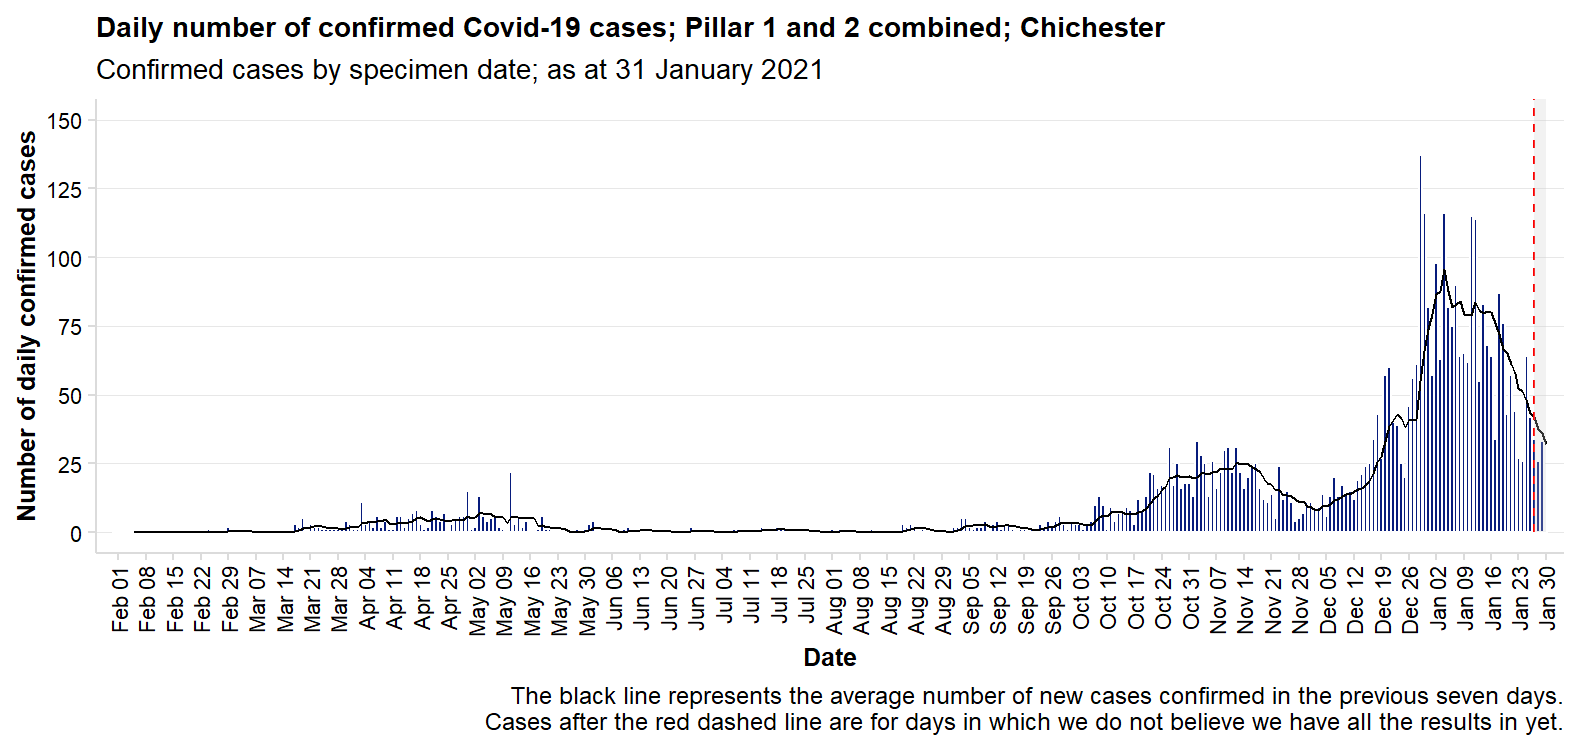 Daily number of confirmed Covid-19 cases; Pillar 1 and 2 combined; Chichester
Confirmed cases by specimen date; as at 31 January 2021
Number of daily confirmed cases
150
125
100
75
50
25
0
Feb 01
Feb 08
Feb 15
Feb 22
Feb 29
Mar 07
Mar 14
Mar 21
Mar 28
Apr 04
Apr 11
Apr 18
Apr 25
May 02
May 09
May 16
May 23
May 30
Jun 06
Jun 13
Jun 20
Jun 27
Jul 04
Jul 11
Jul 18
Jul 25
Aug 01
Aug 08
Aug 15
Aug 22
Aug 29
Sep 05
Sep 12
Sep 19
Sep 26
Oct 03
Oct 10
Oct 17
Oct 24
Oct 31
Nov 07
Nov 14
Nov 21
Nov 28
Dec 05
Dec 12
Dec 19
Dec 26
Jan 02
Jan 09
Jan 16
Jan 23
Jan 30
Date
The black line represents the average number of new cases confirmed in the previous seven days.
Cases after the red dashed line are for days in which we do not believe we have all the results in yet.